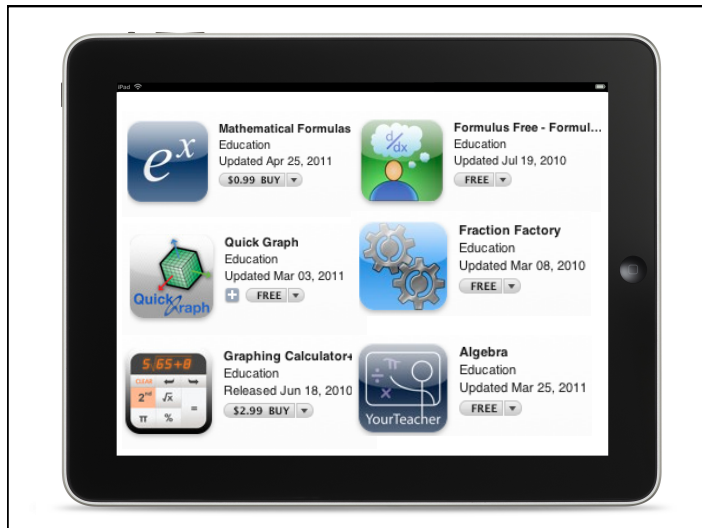 iPad
e^x
Mathematical Formulas
Education
Updated Apr 25, 2011
$0.99 BUY
d/dx
Formulus Free - Formul...
Education
Updated Jul 19, 2010
FREE
QuickGraph
Quick Graph
Education
Updated Mar 03, 2011
+ FREE
Fraction Factory
Education
Updated Mar 08, 2010
FREE
5.65+8
CLEAR
2nd √x
π % =
Graphing Calculator+
Education
Released Jun 18, 2010
$2.99 BUY
π
÷
x
YourTeacher
Algebra
Education
Updated Mar 25, 2011
FREE